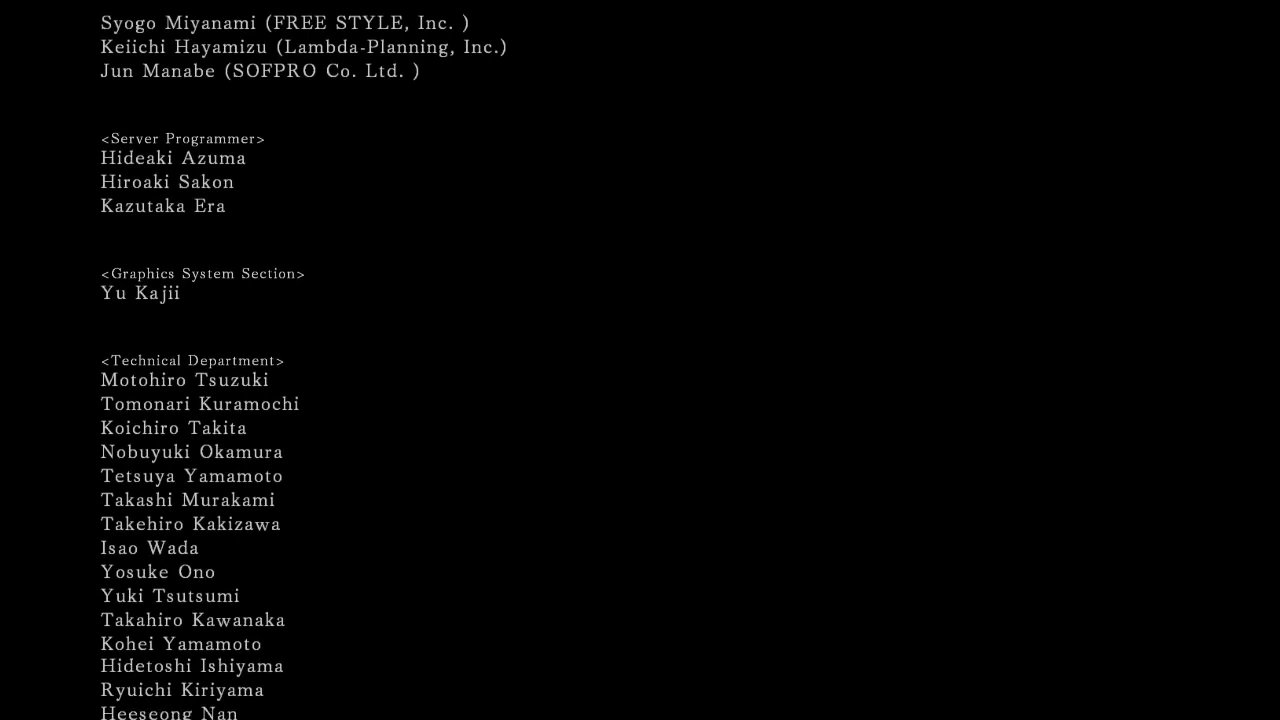 Syogo Miyanami (FREE STYLE, Inc. )
Keiichi Hayamizu (Lambda-Planning, Inc.)
Jun Manabe (SOFPRO Co. Ltd. )
<Server Programmer>
Hideaki Azuma
Hiroaki Sakon
Kazutaka Era
<Graphics System Section>
Yu Kajii
<Technical Department>
Motohiro Tsuzuki
Tomonari Kuramochi
Koichiro Takita
Nobuyuki Okamura
Tetsuya Yamamoto
Takashi Murakami
Takehiro Kakizawa
Isao Wada
Yosuke Ono
Yuki Tsutsumi
Takahiro Kawanaka
Kohei Yamamoto
Hidetoshi Ishiyama
Ryuichi Kiriyama
Heeseong Nan